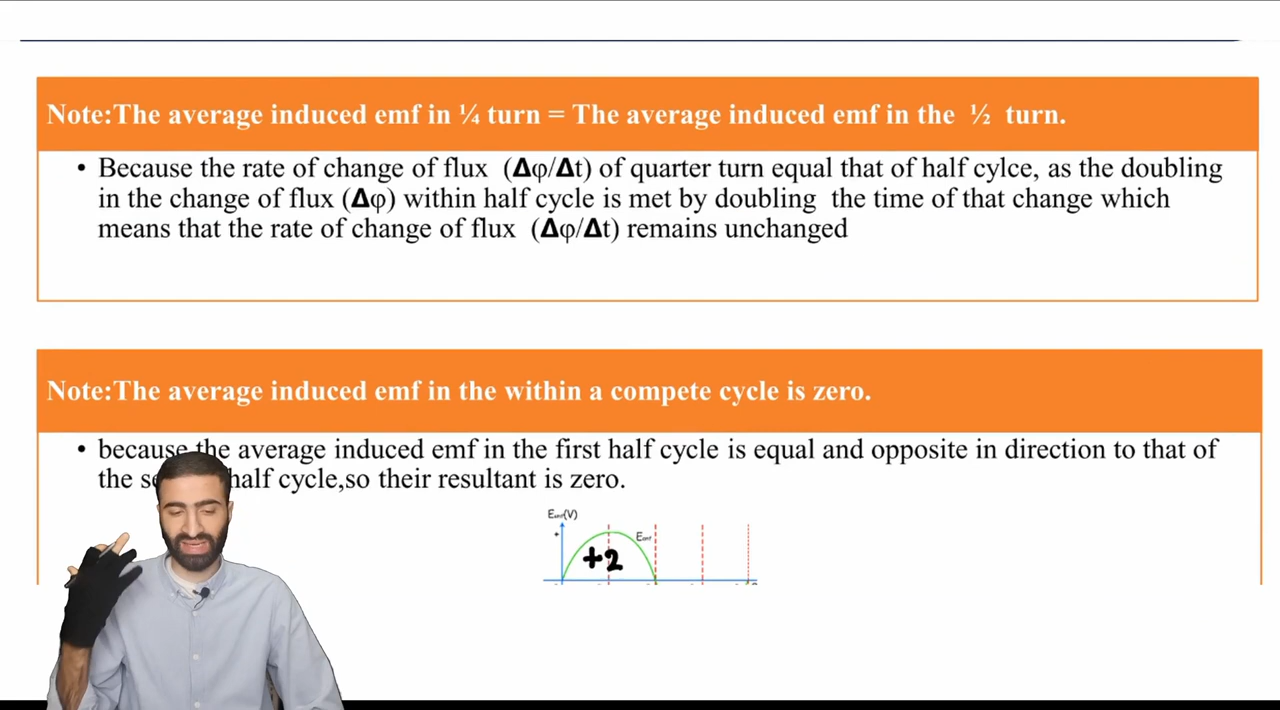 Note:The average induced emf in ¼ turn = The average induced emf in the ½ turn.
• Because the rate of change of flux (Δφ/Δt) of quarter turn equal that of half cylce, as the doubling
in the change of flux (Δφ) within half cycle is met by doubling the time of that change which
means that the rate of change of flux (Δφ/Δt) remains unchanged
Note:The average induced emf in the within a compete cycle is zero.
• because the average induced emf in the first half cycle is equal and opposite in direction to that of
the half cycle,so their resultant is zero.
Eemf(V)
+
Eemf
+2